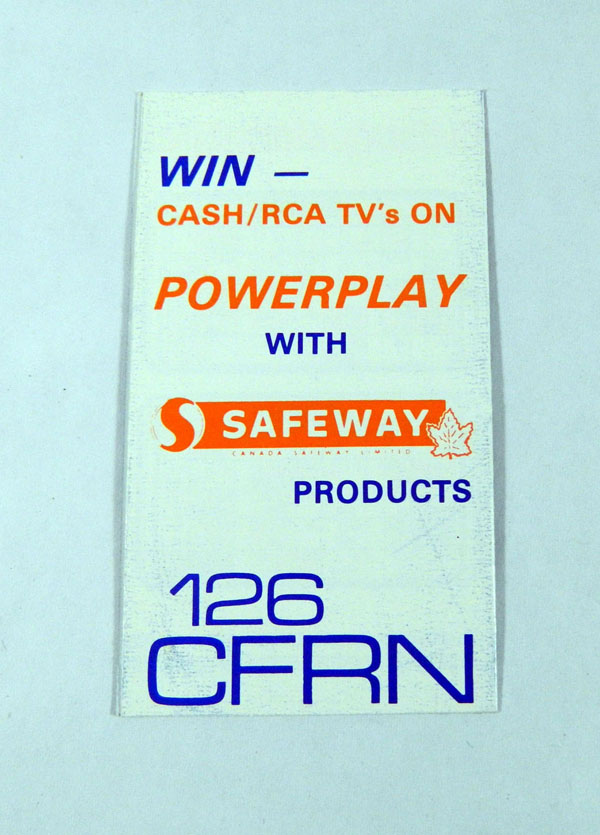 WIN —
CASH/RCA TV's ON
POWERPLAY
WITH
SAFEWAY
CANADA SAFEWAY LIMITED
PRODUCTS
126
CFRN